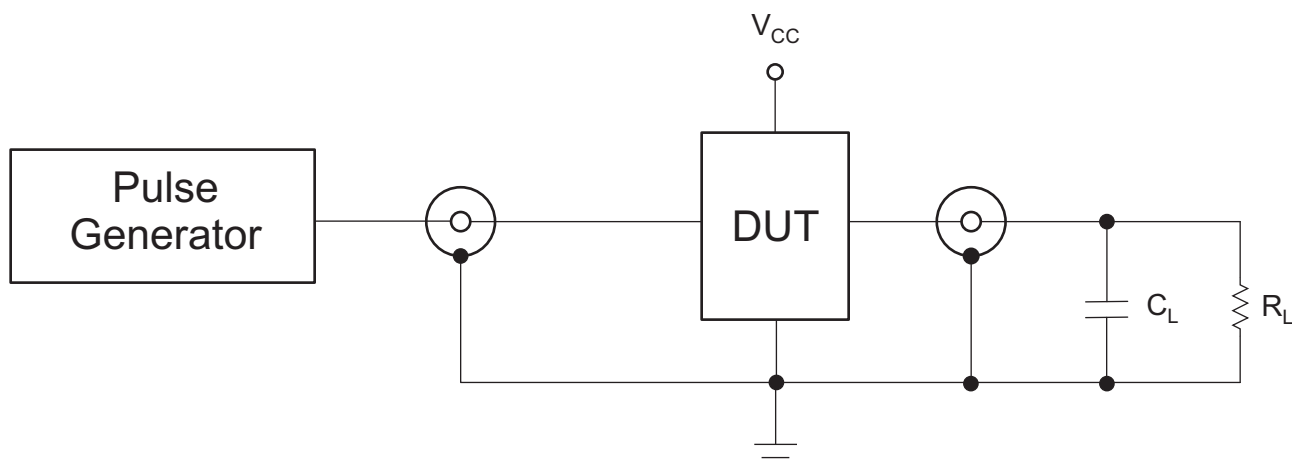 VCC
Pulse
Generator
DUT
CL
RL